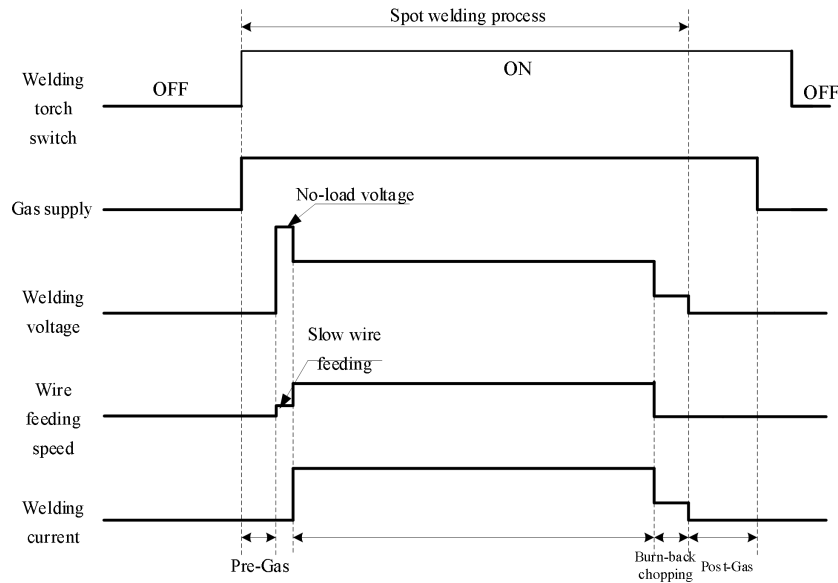 Spot welding process
Welding
torch
switch
OFF
ON
OFF
Gas supply
No-load voltage
Welding
voltage
Slow wire
feeding
Wire
feeding
speed
Welding
current
Pre-Gas
Burn-back
chopping
Post-Gas